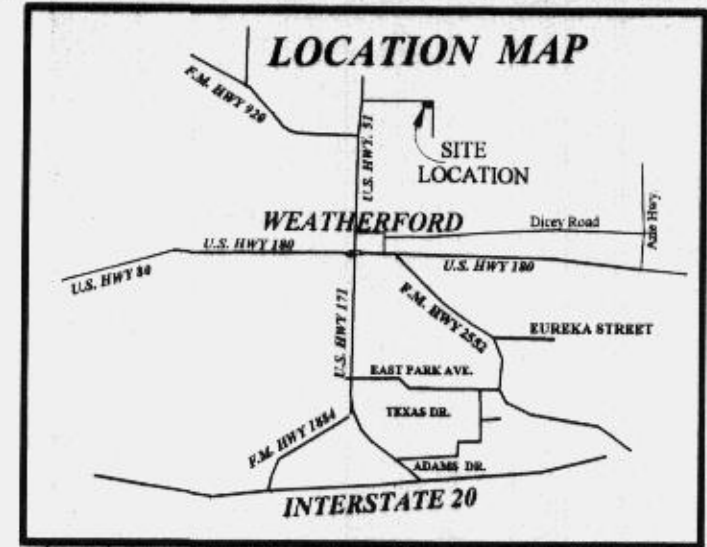 LOCATION MAP
F.M. HWY 920
U.S. HWY. 51
SITE
LOCATION
WEATHERFORD
Dicey Road
Azle Hwy.
U.S. HWY 180
U.S. HWY 80
U.S. HWY 180
F.M. HWY 2552
U.S. HWY 171
EUREKA STREET
EAST PARK AVE.
TEXAS DR.
F.M. HWY 1884
ADAMS DR.
INTERSTATE 20